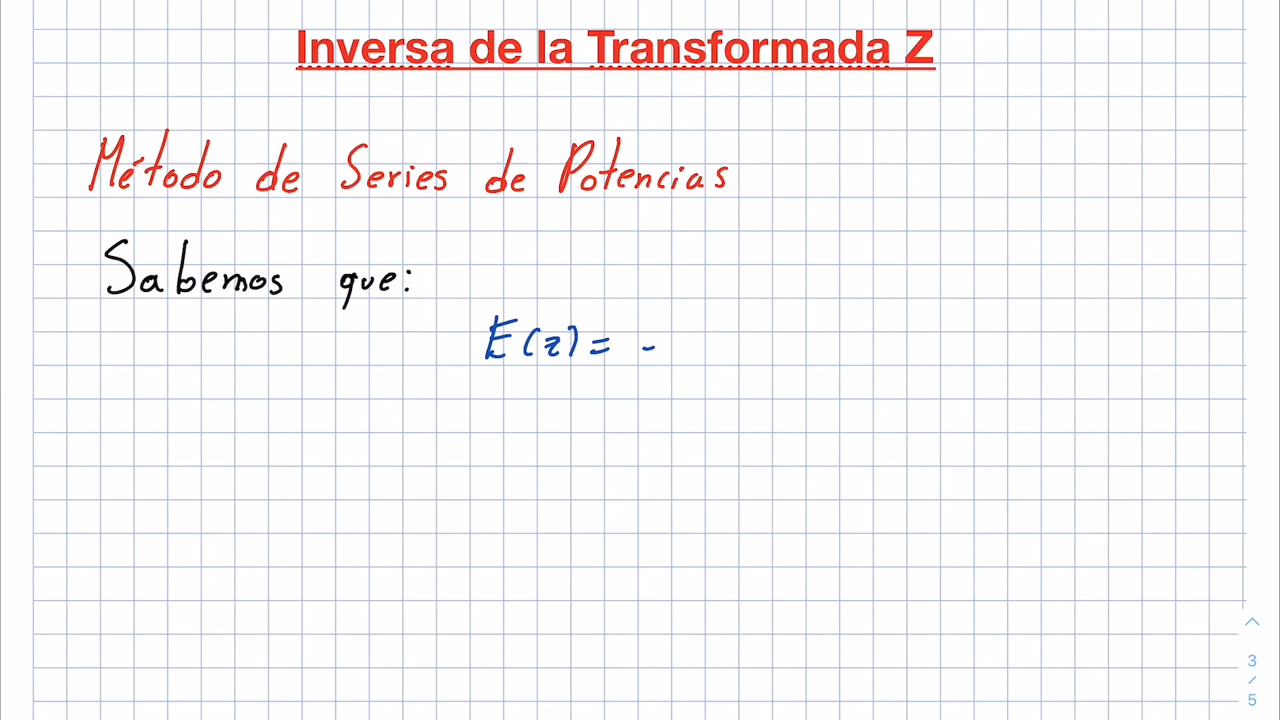 Inversa de la Transformada Z
Método de Series de Potencias
Sabemos que:
E(z) = -
3
/
5